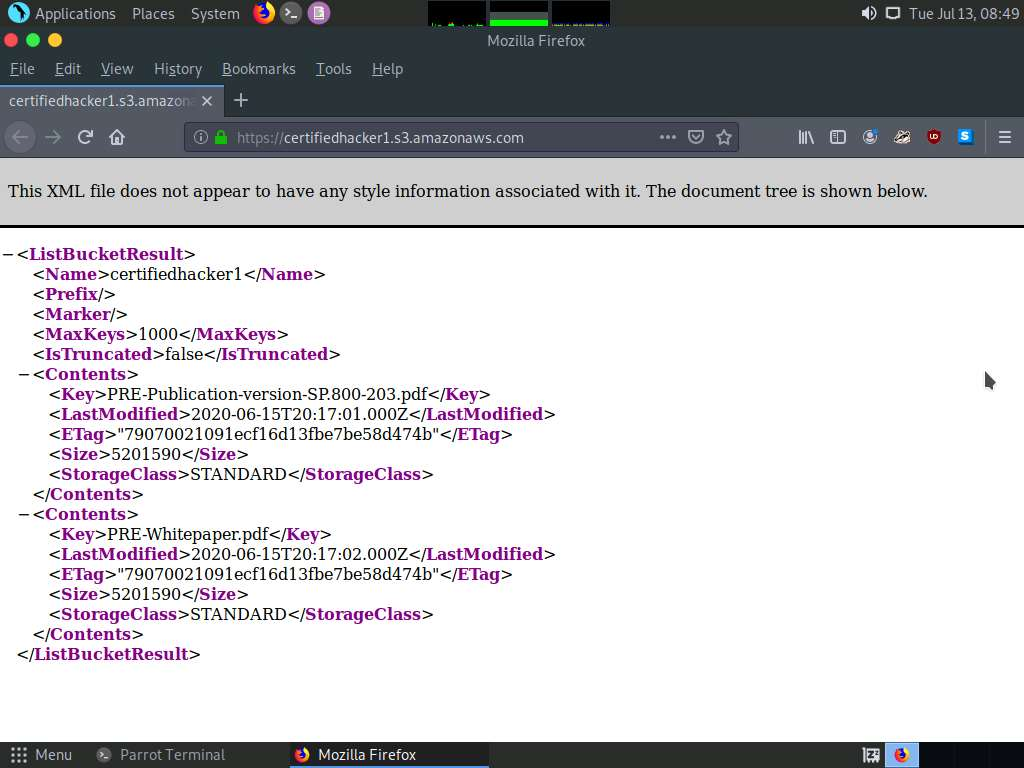 Applications Places System Tue Jul 13, 08:49
Mozilla Firefox
File Edit View History Bookmarks Tools Help
certifiedhacker1.s3.amazona
https://certifiedhacker1.s3.amazonaws.com
This XML file does not appear to have any style information associated with it. The document tree is shown below.
−<ListBucketResult>
<Name>certifiedhacker1</Name>
<Prefix/>
<Marker/>
<MaxKeys>1000</MaxKeys>
<IsTruncated>false</IsTruncated>
−<Contents>
<Key>PRE-Publication-version-SP.800-203.pdf</Key>
<LastModified>2020-06-15T20:17:01.000Z</LastModified>
<ETag>"79070021091ecf16d13fbe7be58d474b"</ETag>
<Size>5201590</Size>
<StorageClass>STANDARD</StorageClass>
</Contents>
−<Contents>
<Key>PRE-Whitepaper.pdf</Key>
<LastModified>2020-06-15T20:17:02.000Z</LastModified>
<ETag>"79070021091ecf16d13fbe7be58d474b"</ETag>
<Size>5201590</Size>
<StorageClass>STANDARD</StorageClass>
</Contents>
</ListBucketResult>
Menu Parrot Terminal Mozilla Firefox